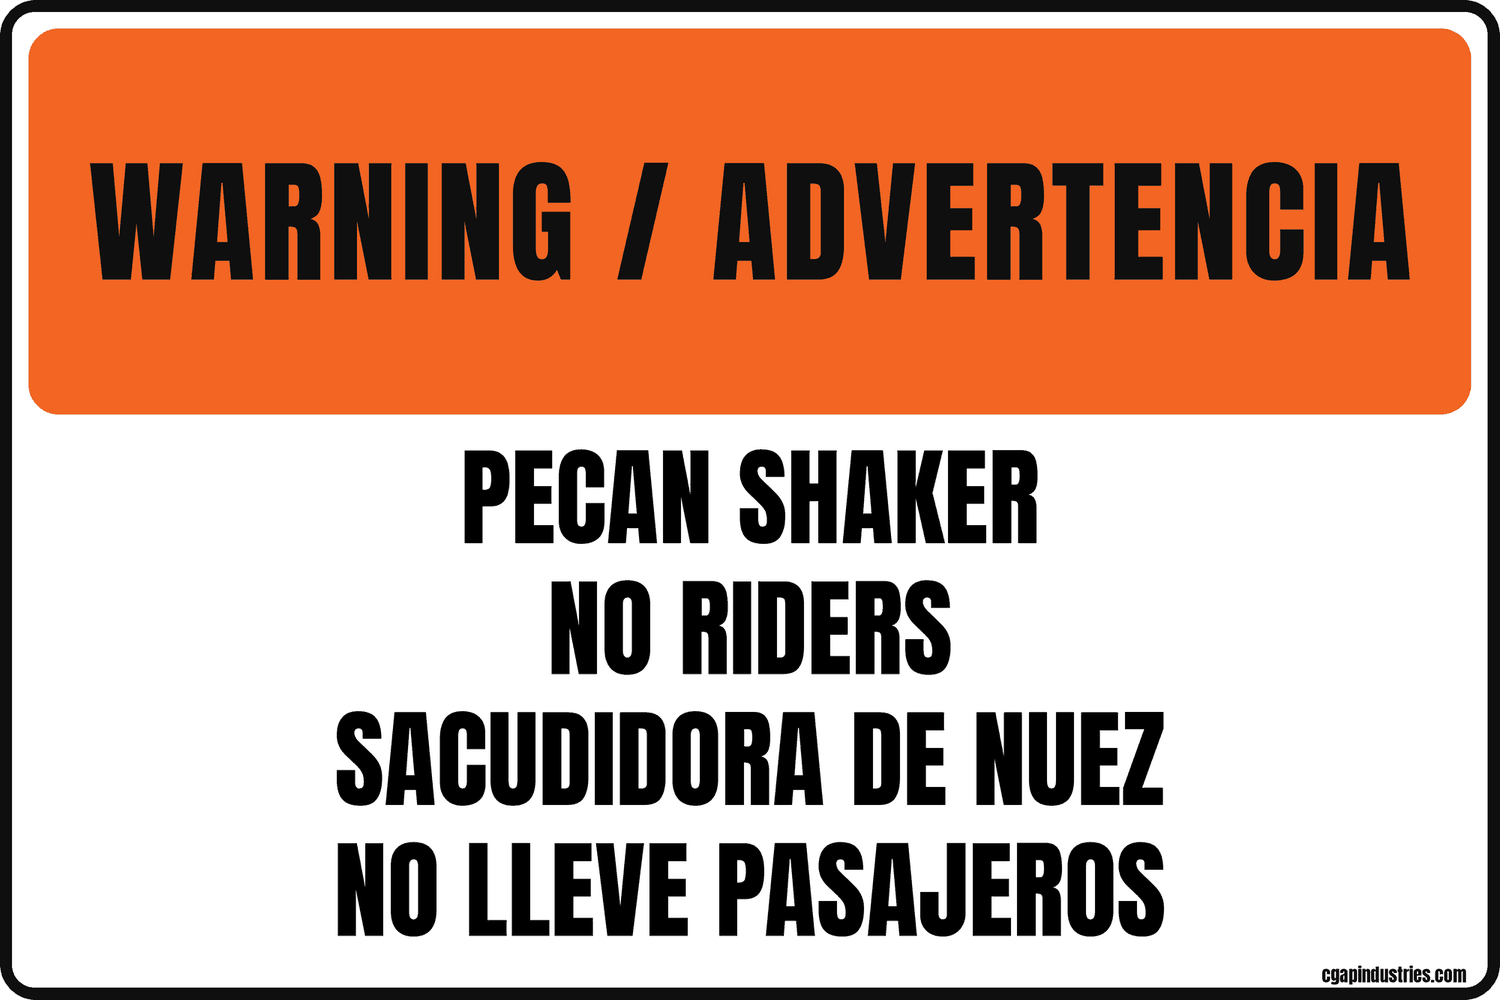 WARNING / ADVERTENCIA
PECAN SHAKER
NO RIDERS
SACUDIDORA DE NUEZ
NO LLEVE PASAJEROS
cgapindustries.com